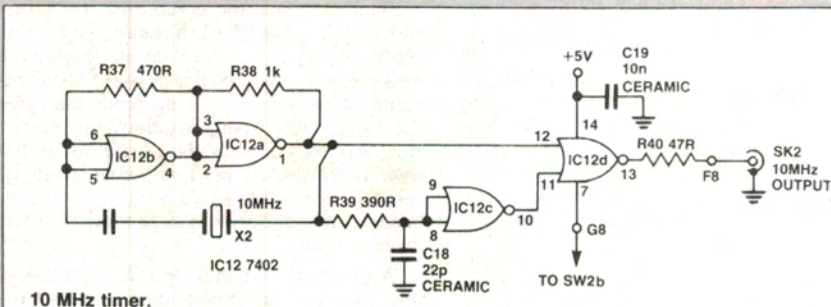 R37 470R
R38 1k
+5V
C19
10n
CERAMIC
6
5
IC12b
4
3
2
IC12a
1
12
11
14
IC12d
13
7
R40 47R
F8
SK2
10MHz
OUTPUT
10MHz
X2
R39 390R
9
8
IC12c
10
G8
IC12 7402
C18
22p
CERAMIC
TO SW2b
10 MHz timer.